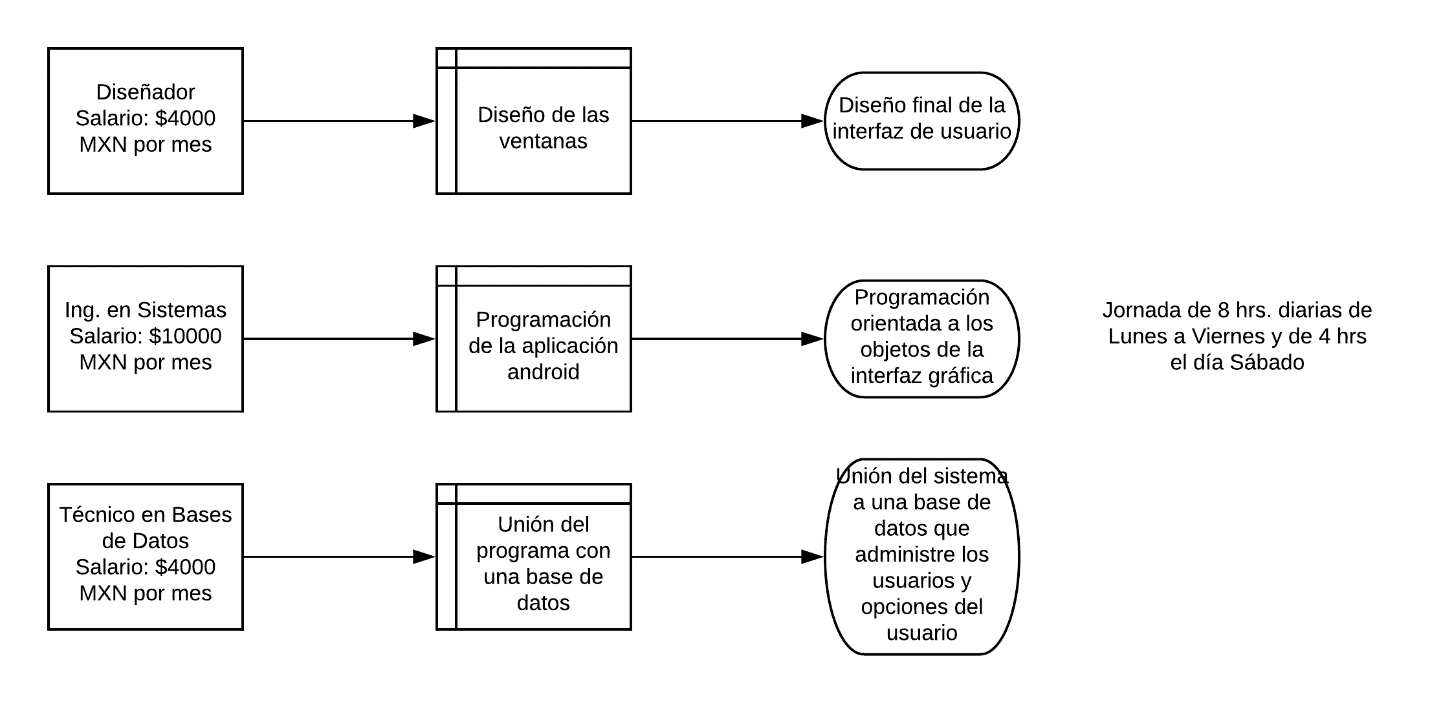 Diseñador
Salario: $4000
MXN por mes
Diseño de las
ventanas
Diseño final de la
interfaz de usuario
Ing. en Sistemas
Salario: $10000
MXN por mes
Programación
de la aplicación
android
Programación
orientada a los
objetos de la
interfaz gráfica
Jornada de 8 hrs. diarias de
Lunes a Viernes y de 4 hrs
el día Sábado
Técnico en Bases
de Datos
Salario: $4000
MXN por mes
Unión del
programa con
una base de
datos
Unión del sistema
a una base de
datos que
administre los
usuarios y
opciones del
usuario